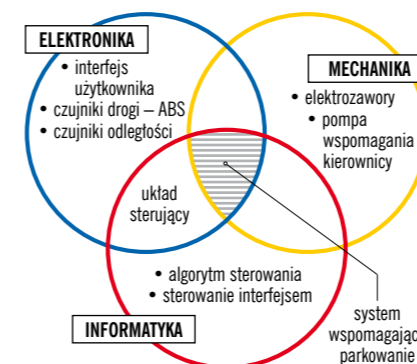 ELEKTRONIKA
• interfejs
użytkownika
• czujniki drogi – ABS
• czujniki odległości
MECHANIKA
• elektrozawory
• pompa
wspomagania
kierownicy
układ
sterujący
• algorytm sterowania
• sterowanie interfejsem
INFORMATYKA
system
wspomagając
parkowanie